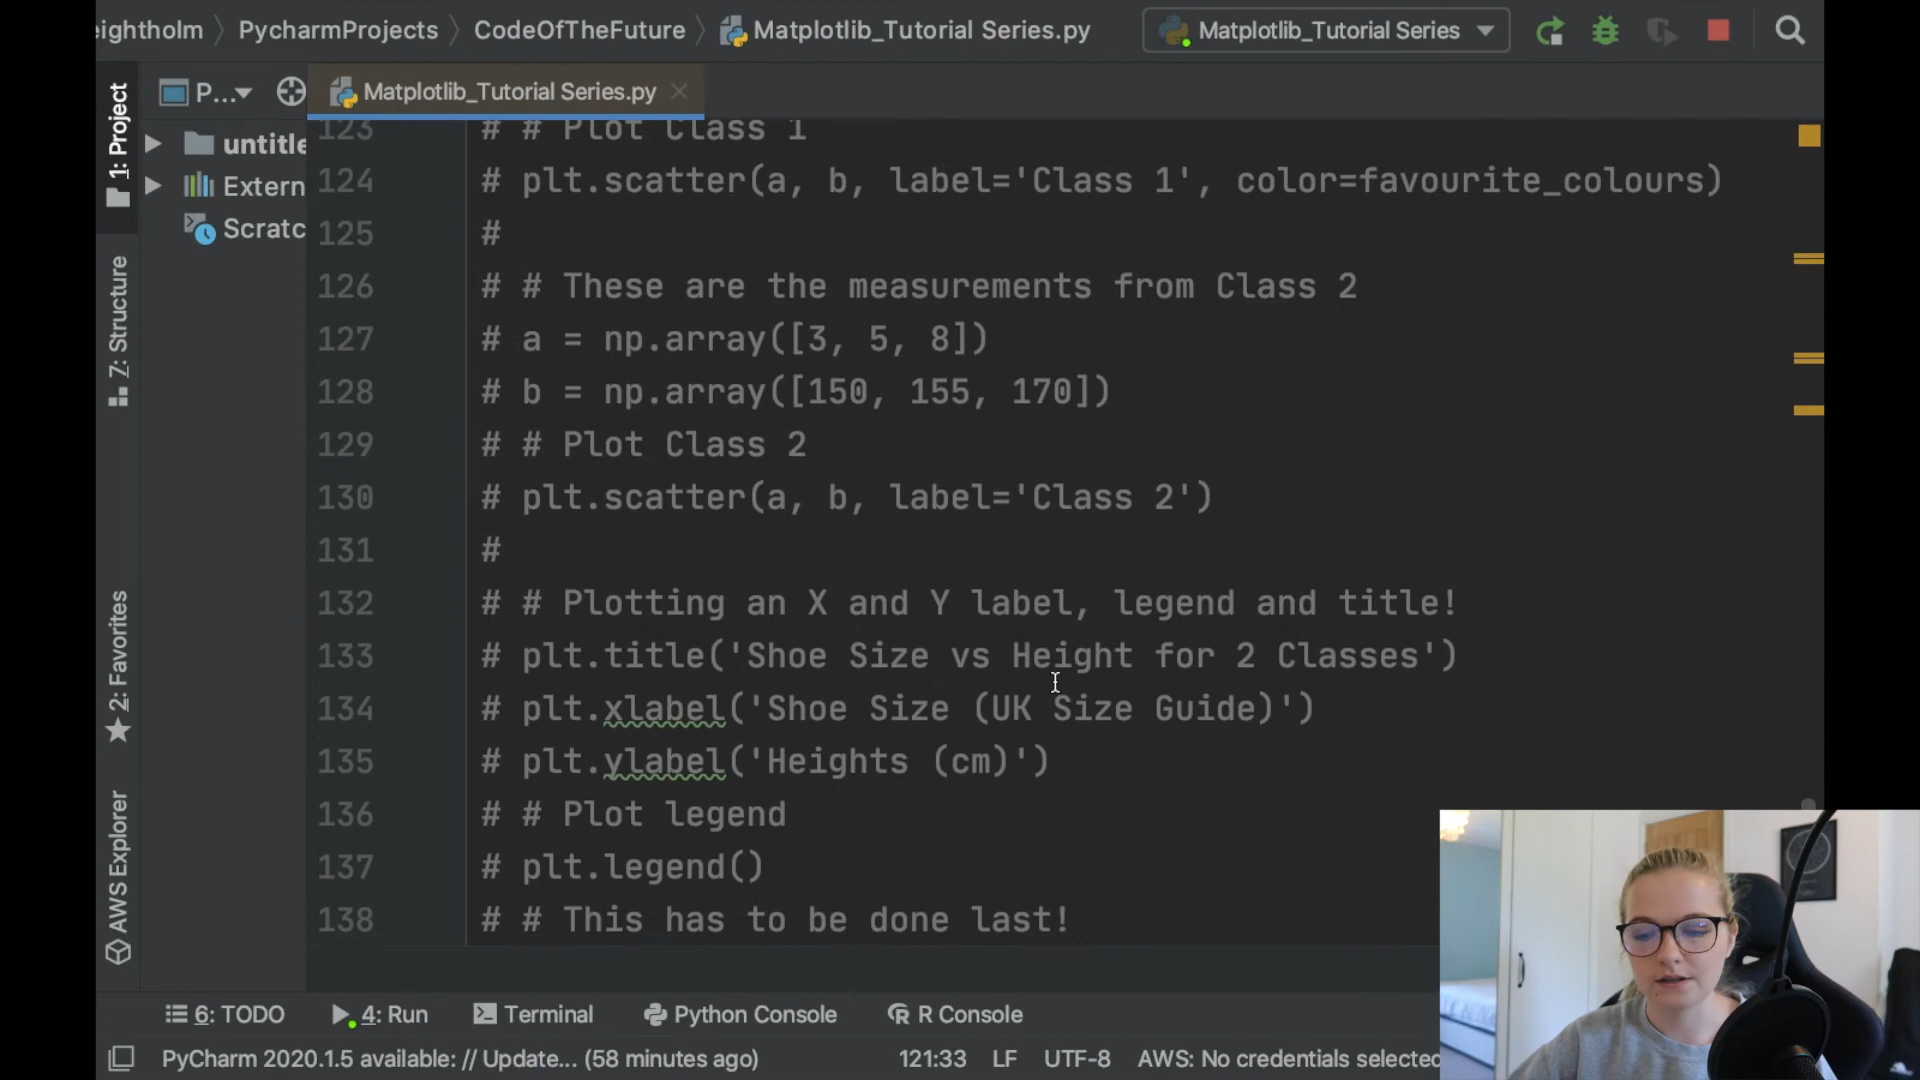 eightholm PycharmProjects CodeOfTheFuture Matplotlib_Tutorial Series.py Matplotlib_Tutorial Series
1: Project
P... Matplotlib_Tutorial Series.py
untitle
Extern
Scratc
Z: Structure
2: Favorites
AWS Explorer
123 # # Plot Class 1
124 # plt.scatter(a, b, label='Class 1', color=favourite_colours)
125 #
126 # # These are the measurements from Class 2
127 # a = np.array([3, 5, 8])
128 # b = np.array([150, 155, 170])
129 # # Plot Class 2
130 # plt.scatter(a, b, label='Class 2')
131 #
132 # # Plotting an X and Y label, legend and title!
133 # plt.title('Shoe Size vs Height for 2 Classes')
134 # plt.xlabel('Shoe Size (UK Size Guide)')
135 # plt.ylabel('Heights (cm)')
136 # # Plot legend
137 # plt.legend()
138 # # This has to be done last!
6: TODO 4: Run Terminal Python Console R Console
PyCharm 2020.1.5 available: // Update... (58 minutes ago) 121:33 LF UTF-8 AWS: No credentials selected